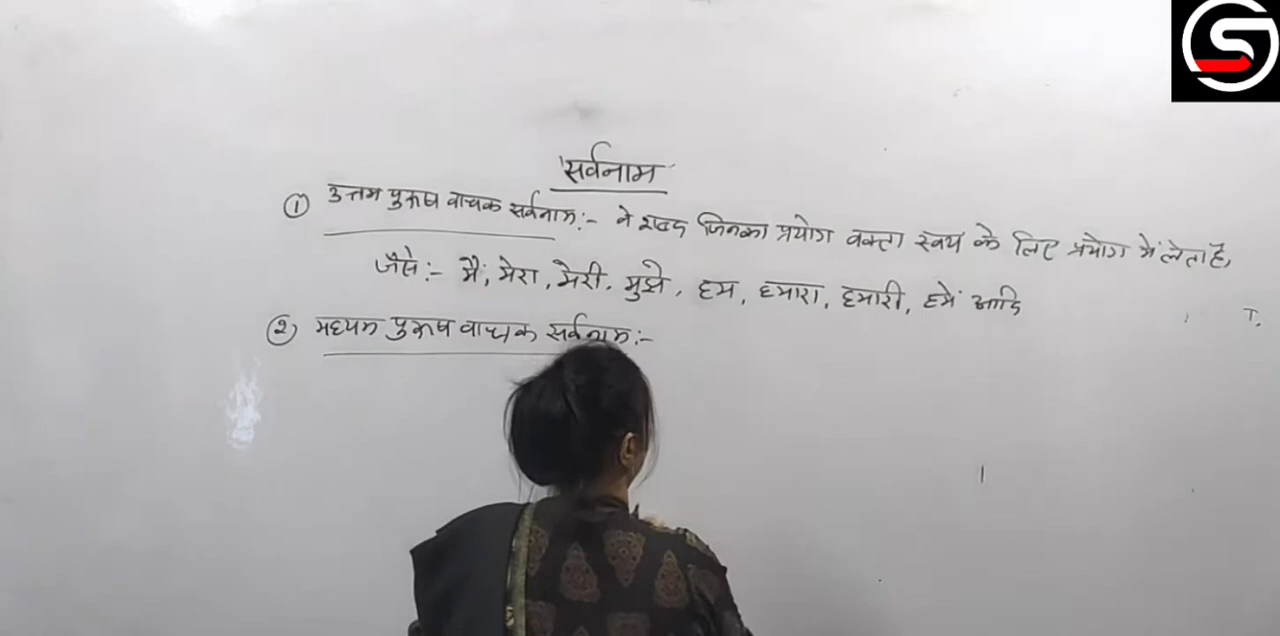 सर्वनाम
① उत्तम पुरुष वाचक सर्वनाम:- वे शब्द जिनका प्रयोग वक्ता स्वयं के लिए प्रयोग में लेता है,
जैसे:- मैं, मेरा, मेरी, मुझे, हम, हमारा, हमारी, हमें आदि
② मध्यम पुरुष वाचक सर्वनाम:-